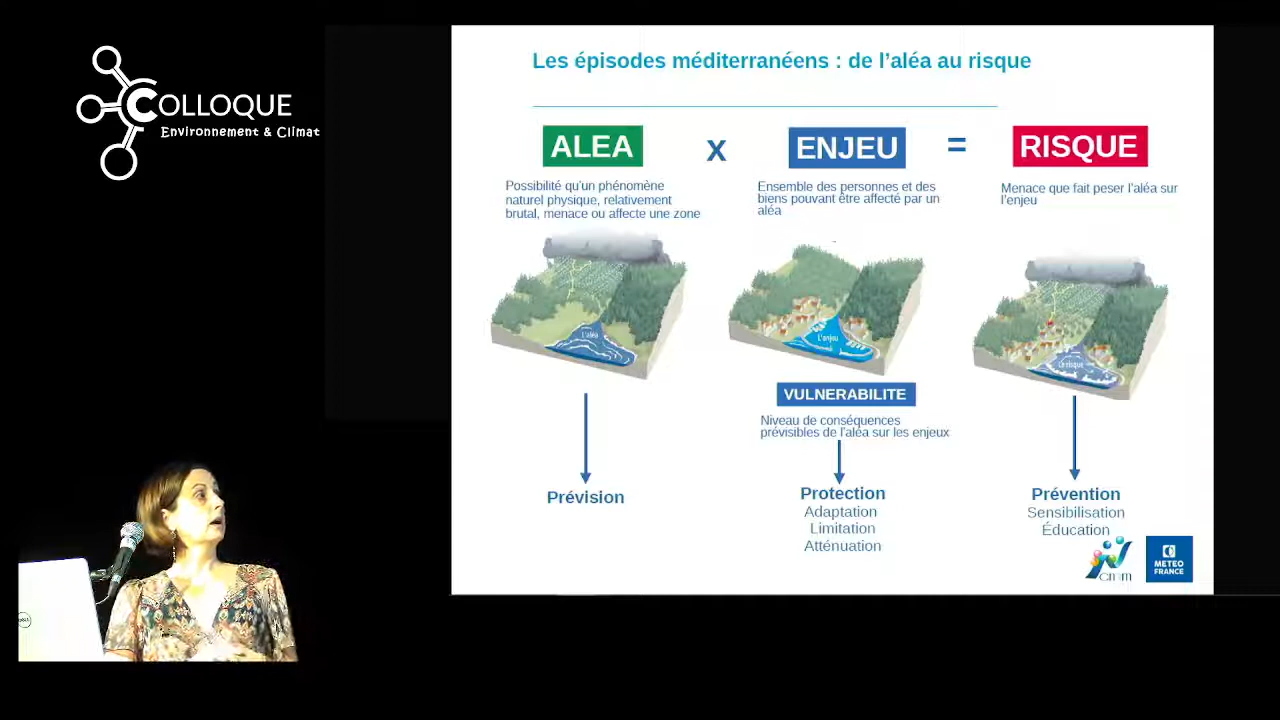 COLLOQUE
Environnement & Climat
Les épisodes méditerranéens : de l'aléa au risque
ALEA
x
ENJEU
=
RISQUE
Possibilité qu'un phénomène
naturel physique, relativement
brutal, menace ou affecte une zone
Ensemble des personnes et des
biens pouvant être affecté par un
aléa
Menace que fait peser l'aléa sur
l'enjeu
L'aléa
L'enjeu
Le risque
VULNERABILITE
Niveau de conséquences
prévisibles de l'aléa sur les enjeux
Prévision
Protection
Adaptation
Limitation
Atténuation
Prévention
Sensibilisation
Éducation
cnrm
METEO
FRANCE
DELL